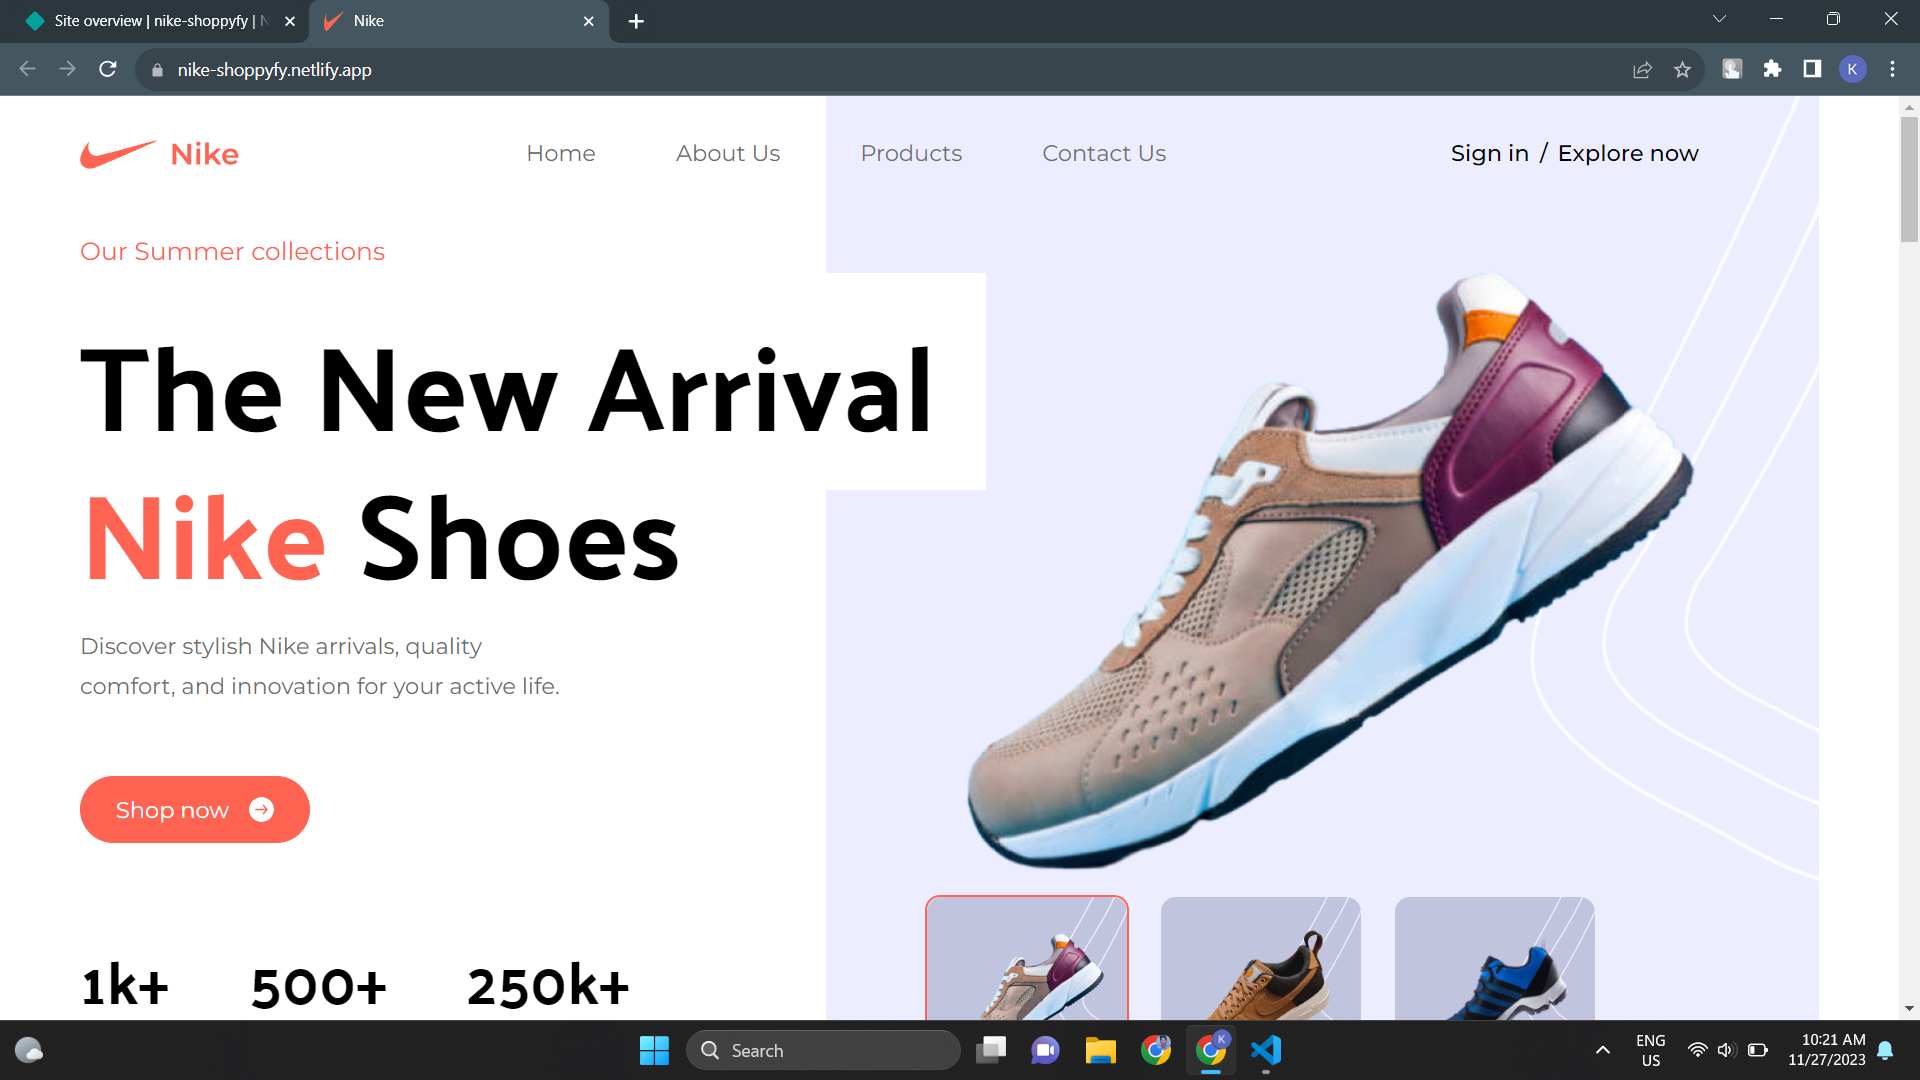 Site overview | nike-shoppyfy |
Nike
nike-shoppyfy.netlify.app
K
Nike
Home
About Us
Products
Contact Us
Sign in / Explore now
Our Summer collections
The New Arrival
Nike Shoes
Discover stylish Nike arrivals, quality
comfort, and innovation for your active life.
Shop now
1k+
500+
250k+
Search
K
ENG
US
10:21 AM
11/27/2023